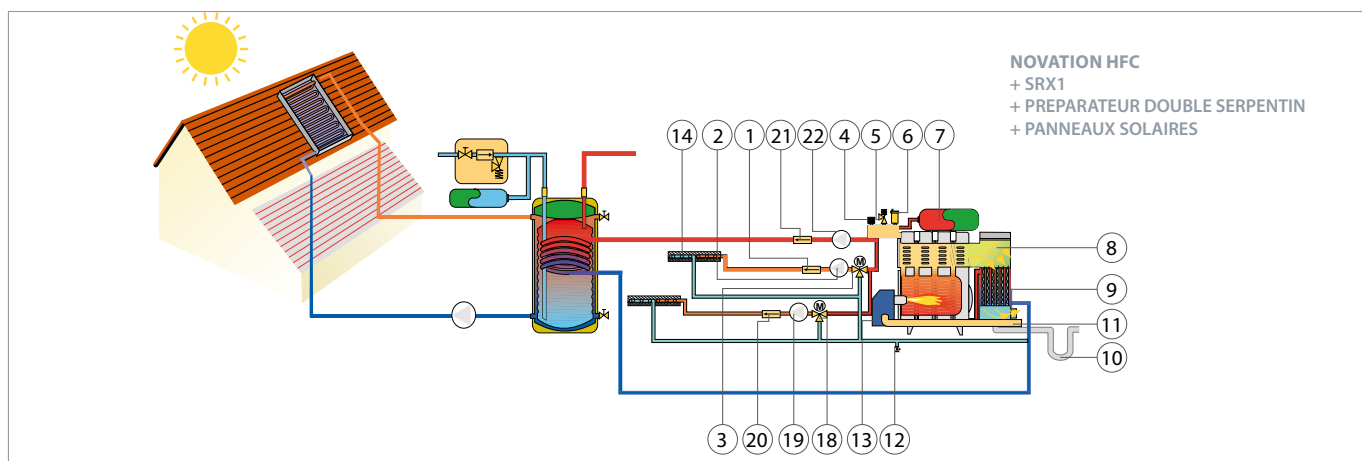 NOVATION HFC
+ SRX1
+ PREPARATEUR DOUBLE SERPENTIN
+ PANNEAUX SOLAIRES
14 2 1 21 22 4 5 6 7
M
8
9
M
11
10
3 20 19 18 13 12